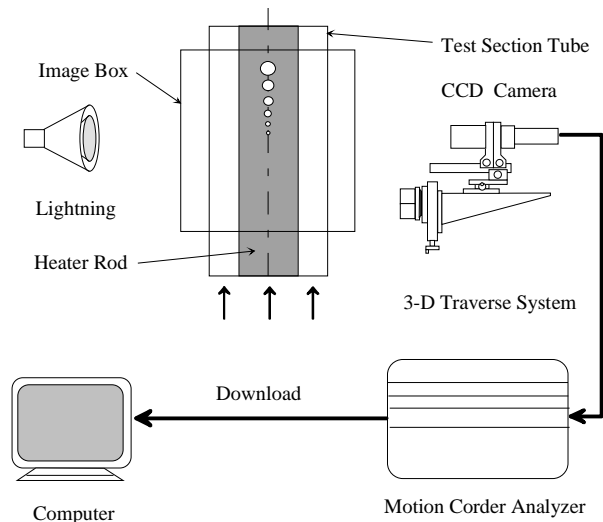 Test Section Tube
Image Box
CCD Camera
Lightning
Heater Rod
3-D Traverse System
Download
Computer
Motion Corder Analyzer